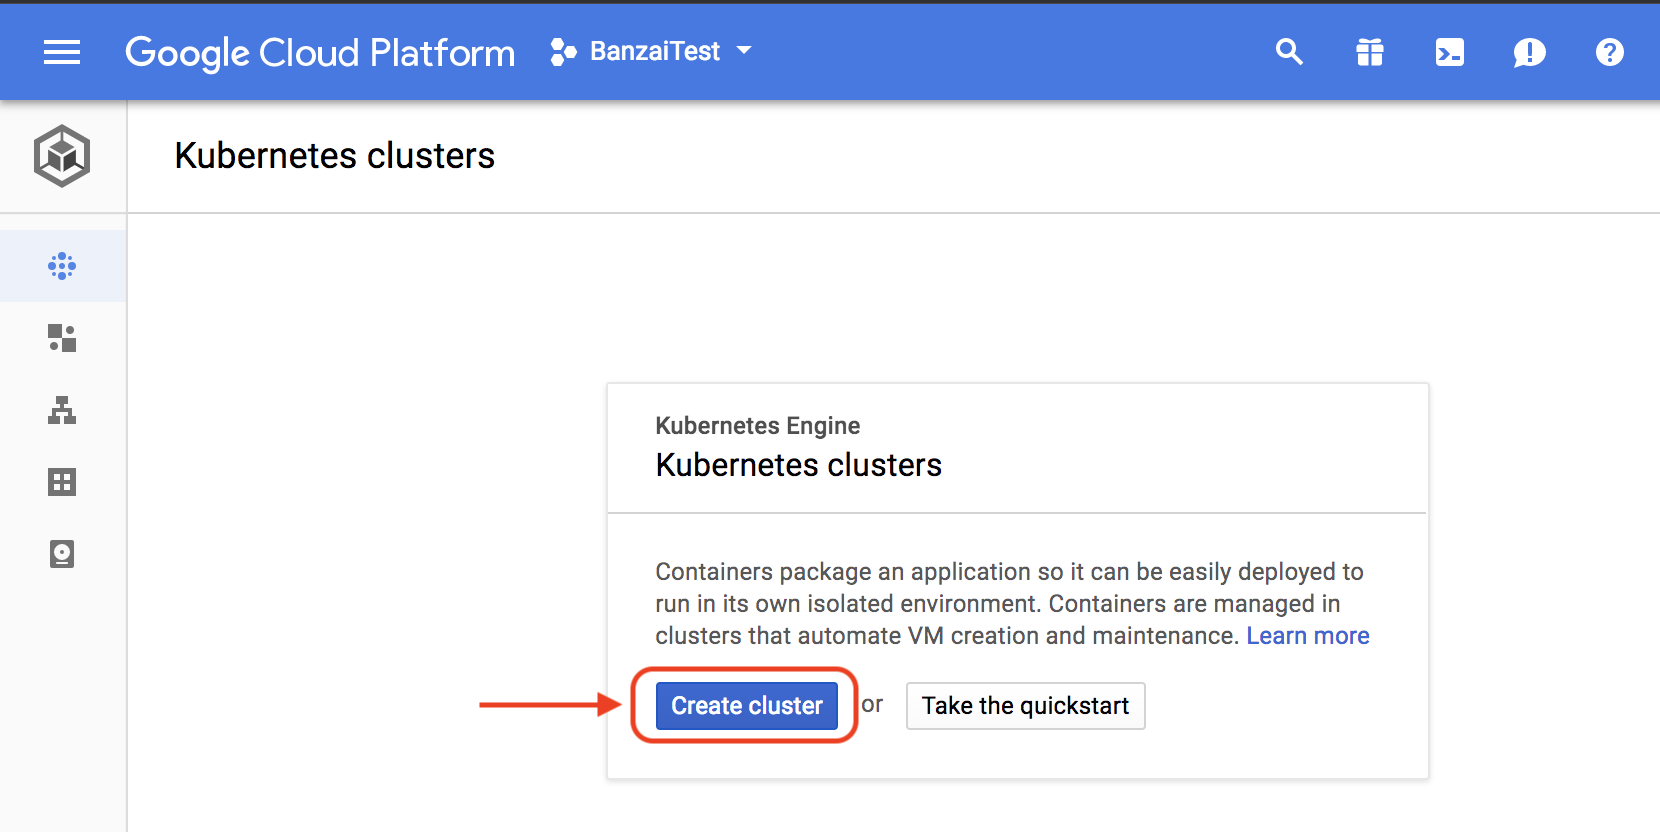 Google Cloud Platform BanzaiTest
Kubernetes clusters
Kubernetes Engine
Kubernetes clusters
Containers package an application so it can be easily deployed to
run in its own isolated environment. Containers are managed in
clusters that automate VM creation and maintenance. Learn more
Create cluster or Take the quickstart